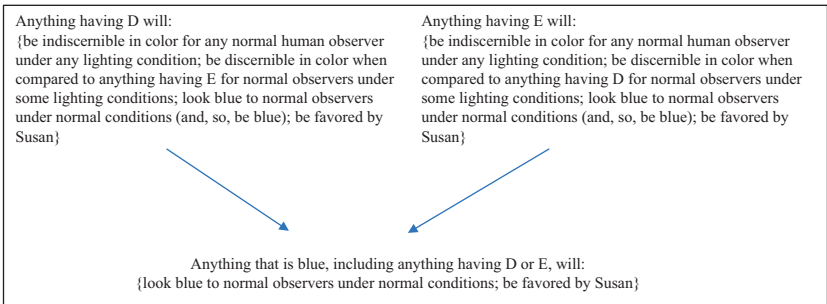 Anything having D will:
{be indiscernible in color for any normal human observer
under any lighting condition; be discernible in color when
compared to anything having E for normal observers under
some lighting conditions; look blue to normal observers
under normal conditions (and, so, be blue); be favored by
Susan}
Anything having E will:
{be indiscernible in color for any normal human observer
under any lighting condition; be discernible in color when
compared to anything having D for normal observers under
some lighting conditions; look blue to normal observers
under normal conditions (and, so, be blue); be favored by
Susan}
Anything that is blue, including anything having D or E, will:
{look blue to normal observers under normal conditions; be favored by Susan}